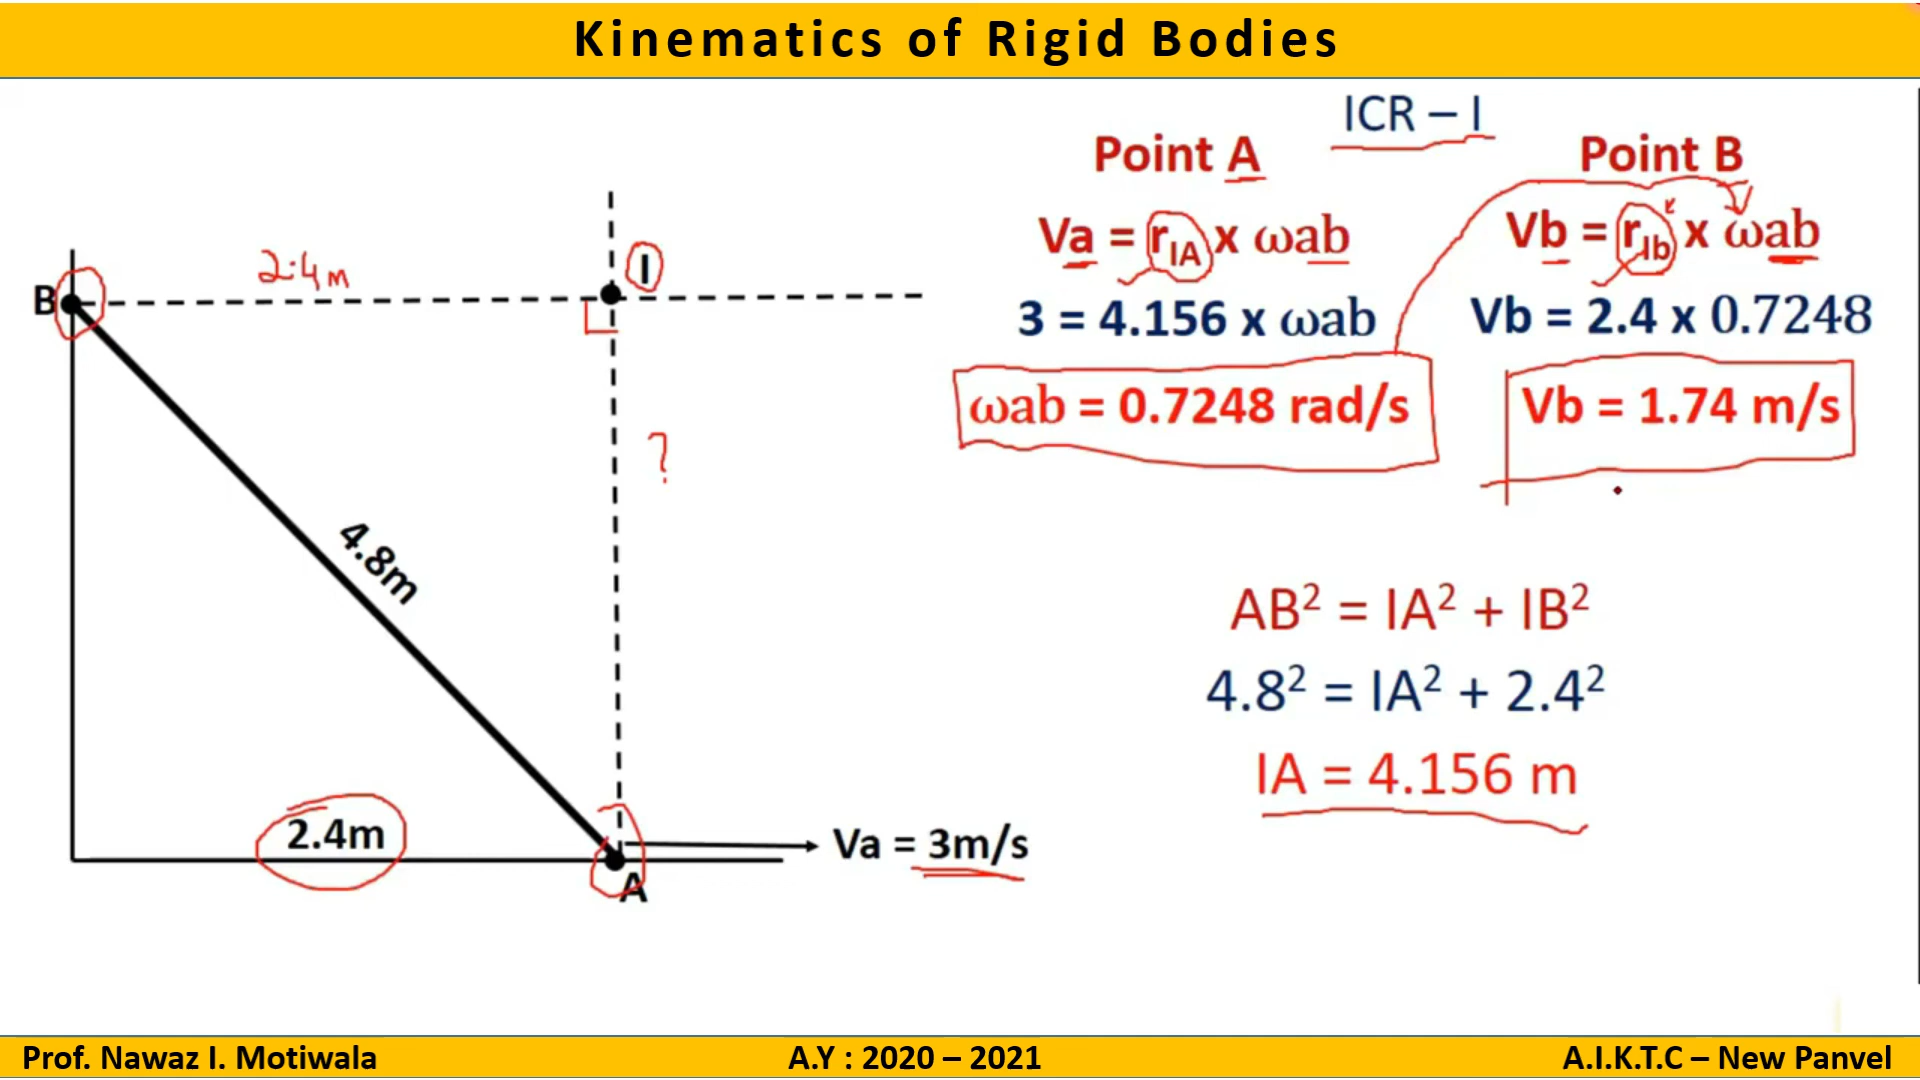 Kinematics of Rigid Bodies
ICR – I
Point A
Va = rIA x ωab
3 = 4.156 x ωab
ωab = 0.7248 rad/s
Point B
Vb = rIb x ωab
Vb = 2.4 x 0.7248
Vb = 1.74 m/s
B
2.4m
I
?
4.8m
2.4m
A
Va = 3m/s
AB² = IA² + IB²
4.8² = IA² + 2.4²
IA = 4.156 m
Prof. Nawaz I. Motiwala
A.Y : 2020 – 2021
A.I.K.T.C – New Panvel